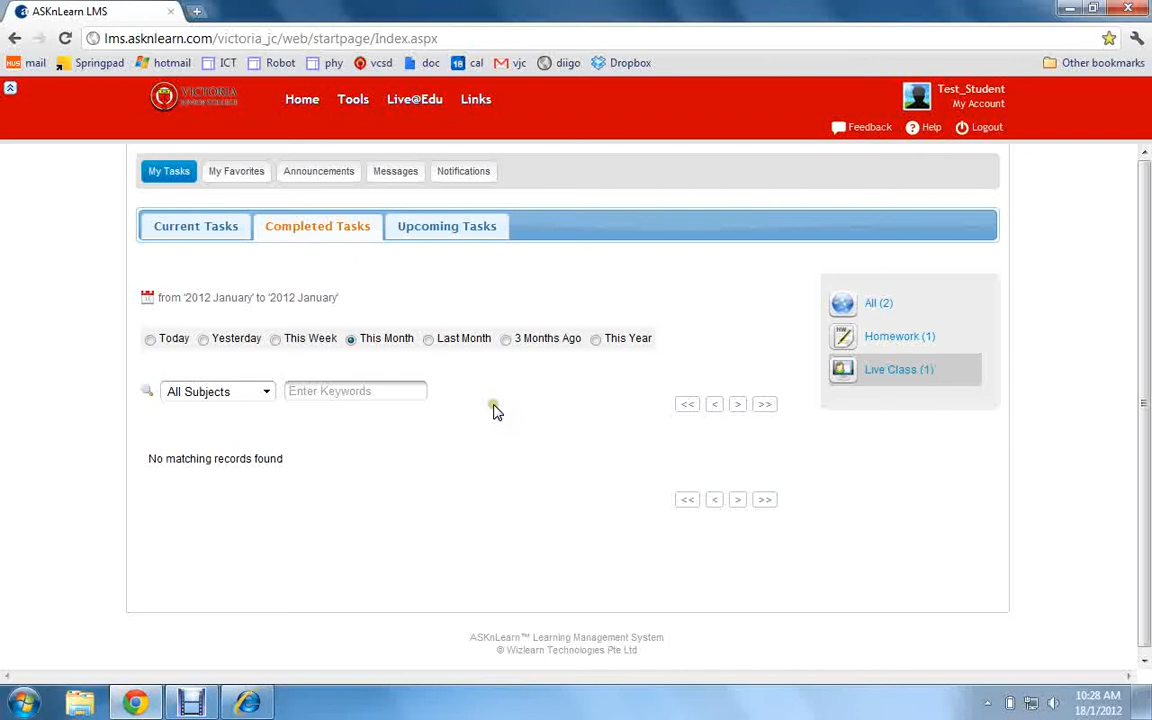 ASKnLearn LMS
lms.asknlearn.com/victoria_jc/web/startpage/Index.aspx
mail Springpad hotmail ICT Robot phy vcsd doc 18 cal vjc diigo Dropbox Other bookmarks
VICTORIA
JUNIOR COLLEGE
Home Tools Live@Edu Links
Test_Student
My Account
Feedback Help Logout
My Tasks My Favorites Announcements Messages Notifications
Current Tasks Completed Tasks Upcoming Tasks
from '2012 January' to '2012 January'
Today Yesterday This Week This Month Last Month 3 Months Ago This Year
All Subjects Enter Keywords
<< < > >>
No matching records found
<< < > >>
All (2)
HW Homework (1)
Live Class (1)
ASKnLearn™ Learning Management System
© Wizlearn Technologies Pte Ltd
10:28 AM
18/1/2012